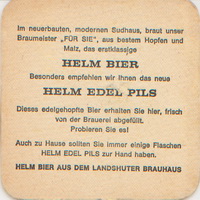 Im neuerbauten, modernen Sudhaus, braut unser
Braumeister „FÜR SIE", aus bestem Hopfen und
Malz, das erstklassige
HELM BIER
Besonders empfehlen wir Ihnen das neue
HELM EDEL PILS
Dieses edelgehopfte Bier erhalten Sie hier, frisch
von der Brauerei abgefüllt.
Probieren Sie es!
Auch zu Hause sollten Sie immer einige Flaschen
HELM EDEL PILS zur Hand haben.
HELM BIER AUS DEM LANDSHUTER BRAUHAUS